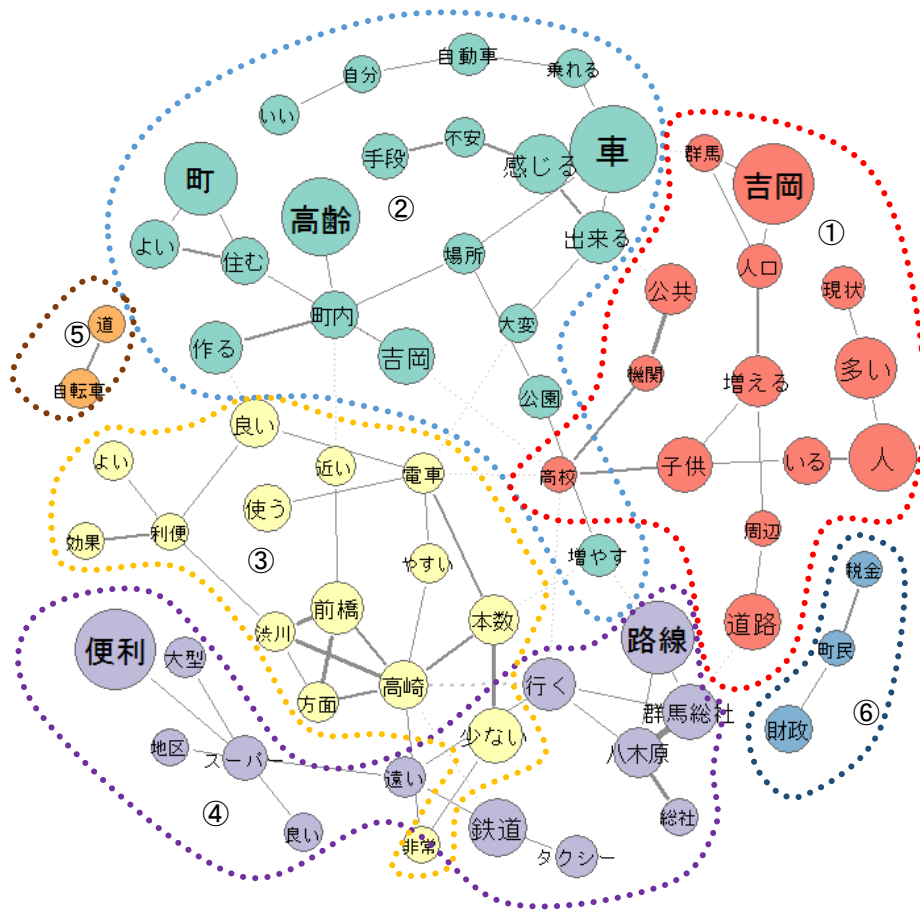 自動車
乗れる
自分
いい
車
不安
手段
感じる
群馬
吉岡
町
高齢
②
①
よい
住む
場所
出来る
人口
公共
現状
道
⑤
町内
大変
作る
吉岡
機関
増える
多い
自転車
公園
良い
近い
電車
高校
子供
いる
人
よい
使う
利便
効果
③
やすい
増やす
周辺
税金
前橋
渋川
本数
道路
便利
大型
路線
町民
高崎
行く
方面
群馬総社
⑥
財政
少ない
八木原
地区
スーパー
遠い
④
良い
鉄道
総社
非常
タクシー